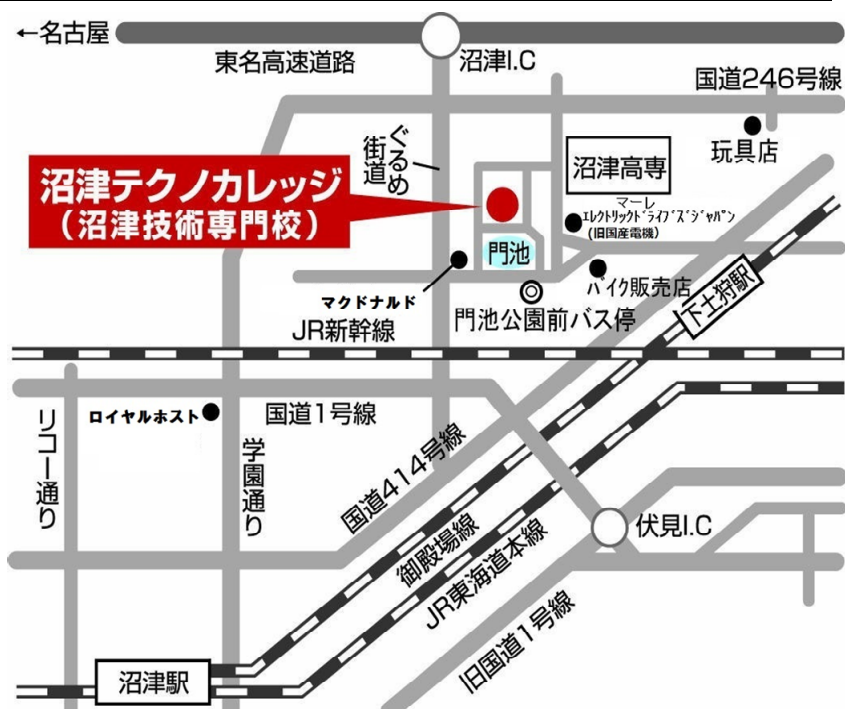 ←名古屋
東名高速道路
沼津I.C
国道246号線
ぐるめ
街道
玩具店
沼津高専
沼津テクノカレッジ
(沼津技術専門校)
マーレ
エレクトリックドライブズジャパン
(旧国産電機)
門池
バイク販売店
マクドナルド
門池公園前バス停
下土狩駅
JR新幹線
ロイヤルホスト
国道1号線
リコー通り
学園通り
国道414号線
御殿場線
JR東海道本線
伏見I.C
旧国道1号線
沼津駅